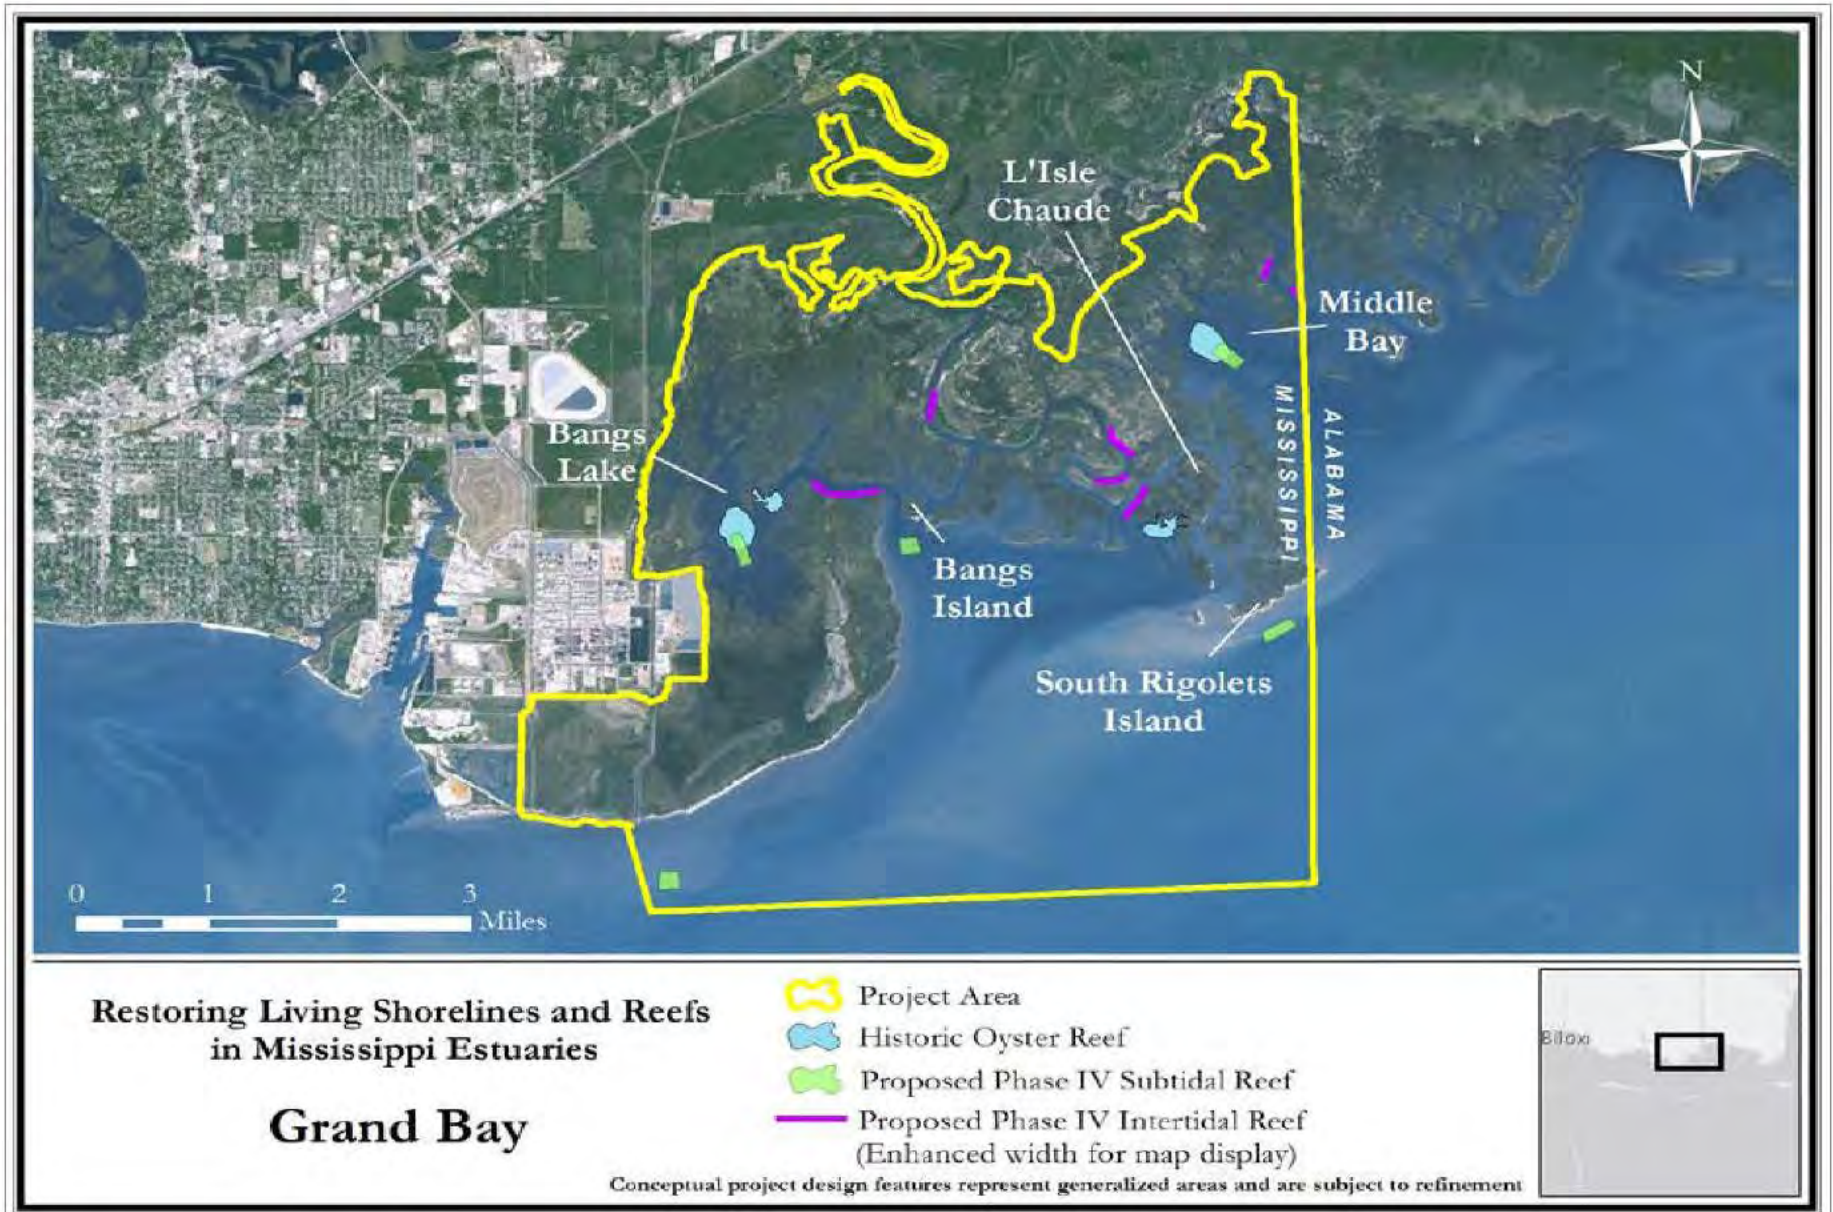 N
L'Isle
Chaude
Middle
Bay
MISSISSIPPI
ALABAMA
Bangs
Lake
Bangs
Island
South Rigolets
Island
0 1 2 3
Miles
Restoring Living Shorelines and Reefs
in Mississippi Estuaries
Grand Bay
Project Area
Historic Oyster Reef
Proposed Phase IV Subtidal Reef
Proposed Phase IV Intertidal Reef
(Enhanced width for map display)
Conceptual project design features represent generalized areas and are subject to refinement
Biloxi